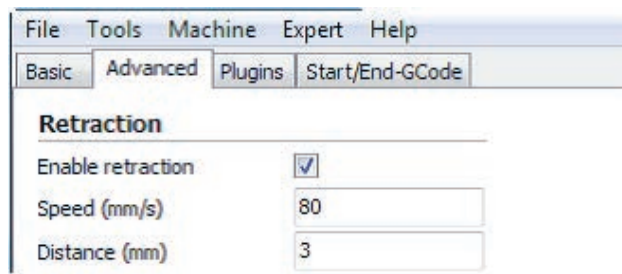 File Tools Machine Expert Help
Basic Advanced Plugins Start/End-GCode
Retraction
Enable retraction
Speed (mm/s) 80
Distance (mm) 3